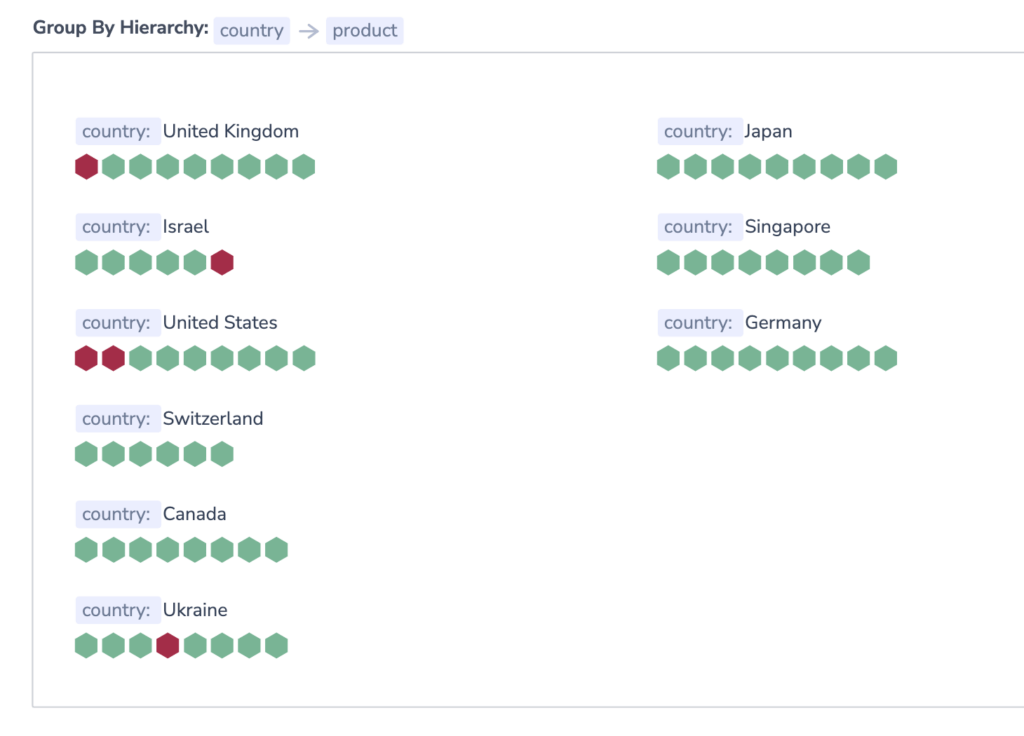 Group By Hierarchy: country → product
country: United Kingdom
country: Israel
country: United States
country: Switzerland
country: Canada
country: Ukraine
country: Japan
country: Singapore
country: Germany